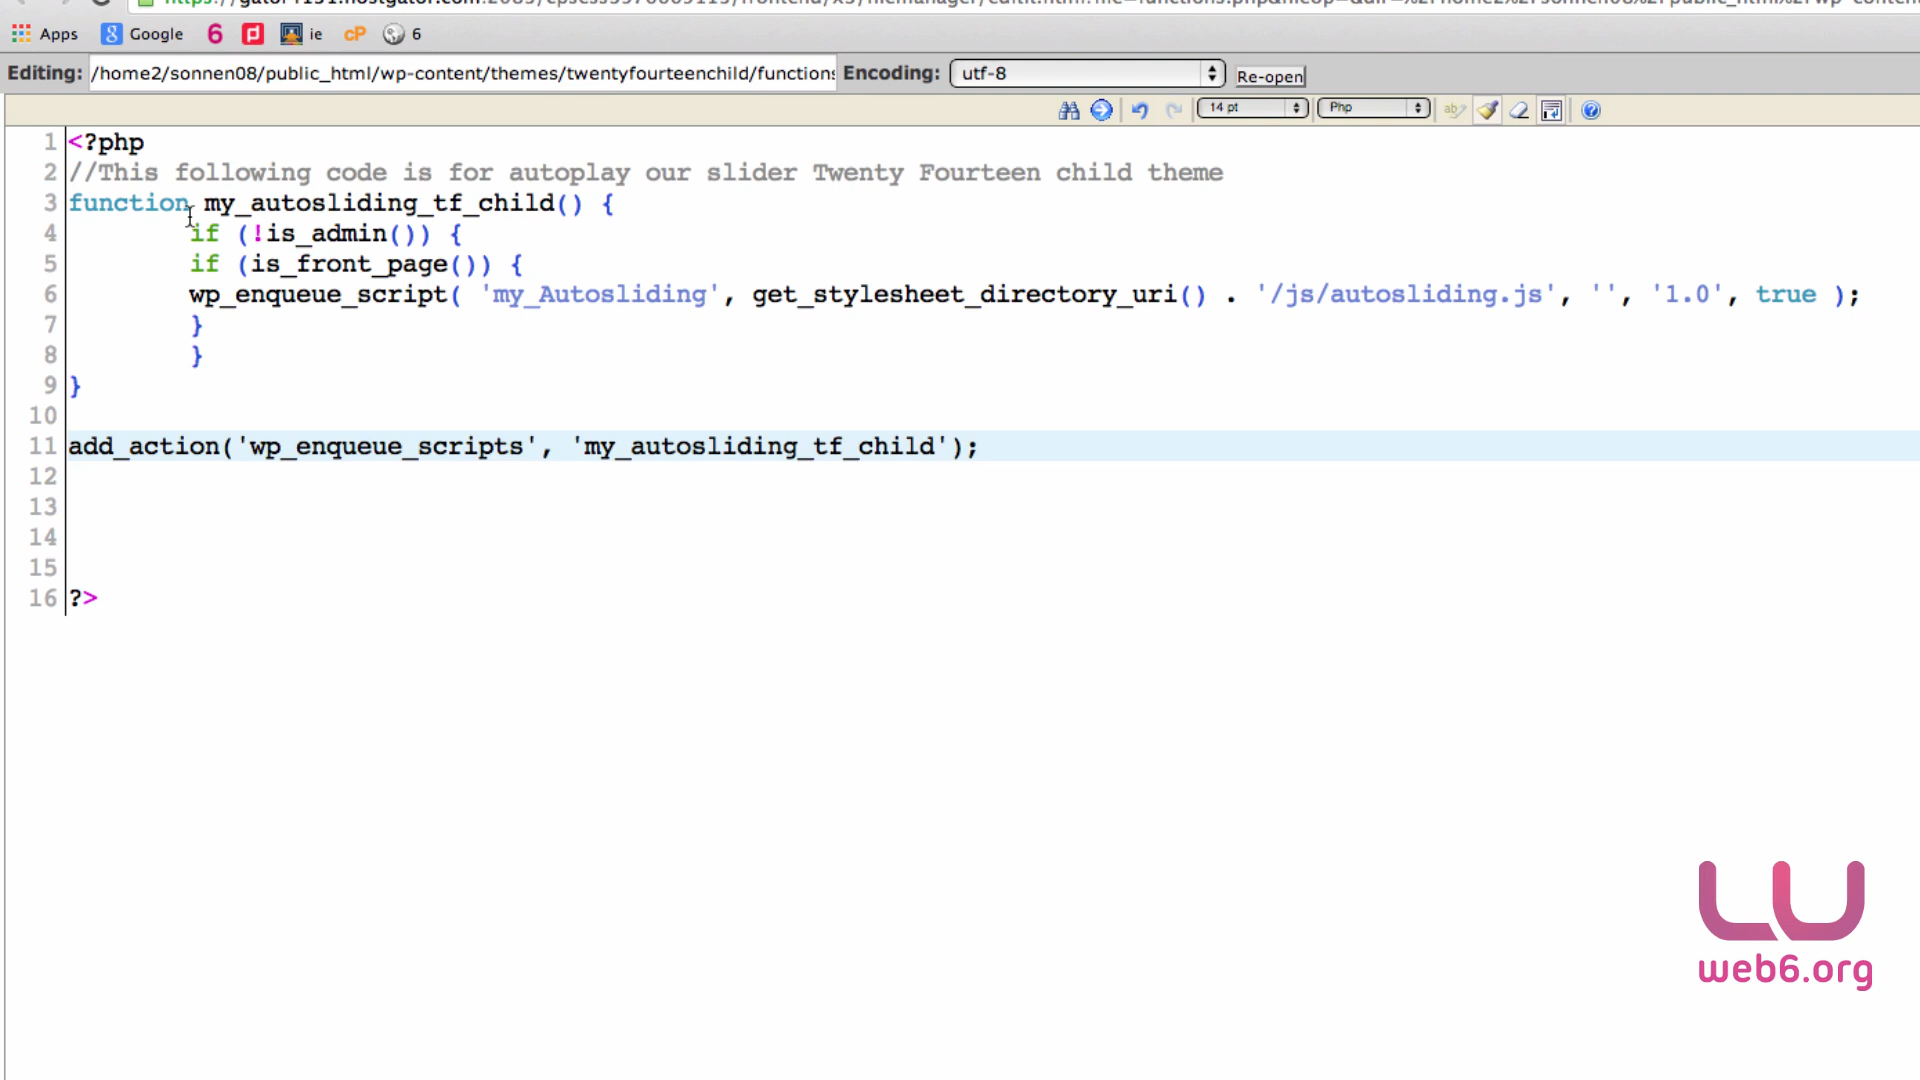 Apps Google 6 ie cP 6
Editing: /home2/sonnen08/public_html/wp-content/themes/twentyfourteenchild/functions Encoding: utf-8 Re-open
14 pt Php
1 <?php
2 //This following code is for autoplay our slider Twenty Fourteen child theme
3 function my_autosliding_tf_child() {
4 if (!is_admin()) {
5 if (is_front_page()) {
6 wp_enqueue_script( 'my_Autosliding', get_stylesheet_directory_uri() . '/js/autosliding.js', '', '1.0', true );
7 }
8 }
9 }
10
11 add_action('wp_enqueue_scripts', 'my_autosliding_tf_child');
12
13
14
15
16 ?>
web6.org